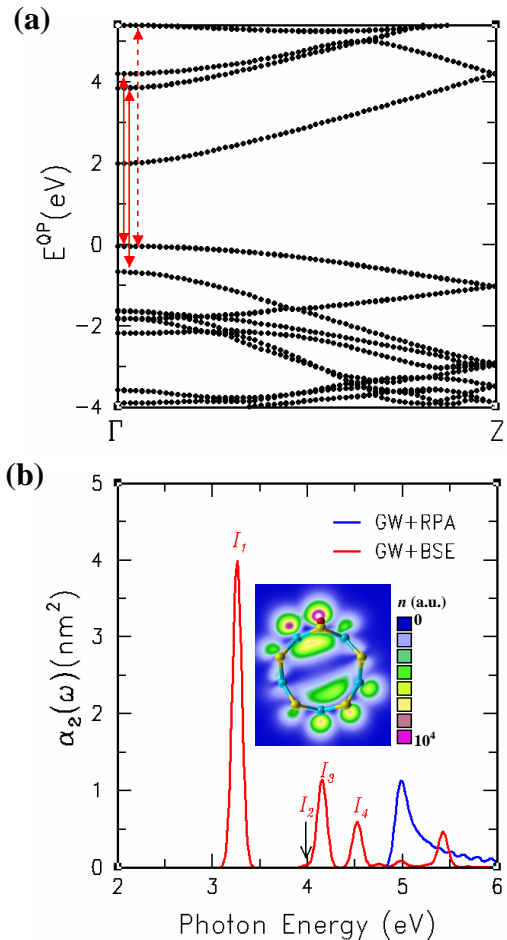 (a)
E^QP(eV)
4
2
0
−2
−4
Γ
Z
(b)
α₂(ω)(nm²)
5
4
3
2
1
0
I₁
GW+RPA
GW+BSE
n (a.u.)
0
10⁴
I₂
I₃
I₄
2
3
4
5
6
Photon Energy (eV)